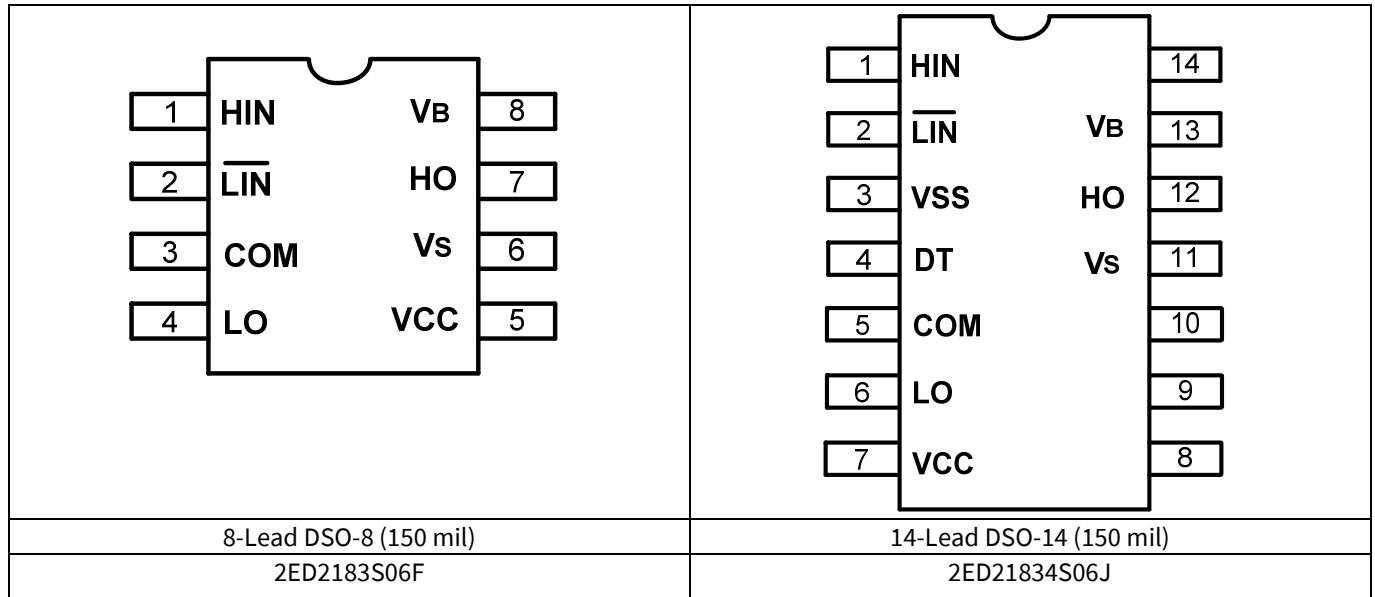 1 HIN VB 8
2 L̅I̅N̅ HO 7
3 COM VS 6
4 LO VCC 5
8-Lead DSO-8 (150 mil)
2ED2183S06F
1 HIN 14
2 L̅I̅N̅ VB 13
3 VSS HO 12
4 DT VS 11
5 COM 10
6 LO 9
7 VCC 8
14-Lead DSO-14 (150 mil)
2ED21834S06J